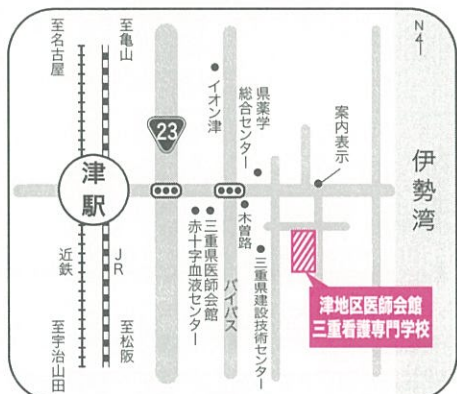 至名古屋
至亀山
N
イオン津
県薬学
総合センター
案内表示
伊勢湾
23
津駅
木曽路
三重県医師会館
赤十字血液センター
バイパス
三重県建設技術センター
近鉄
JR
津地区医師会館
三重看護専門学校
至宇治山田
至松阪